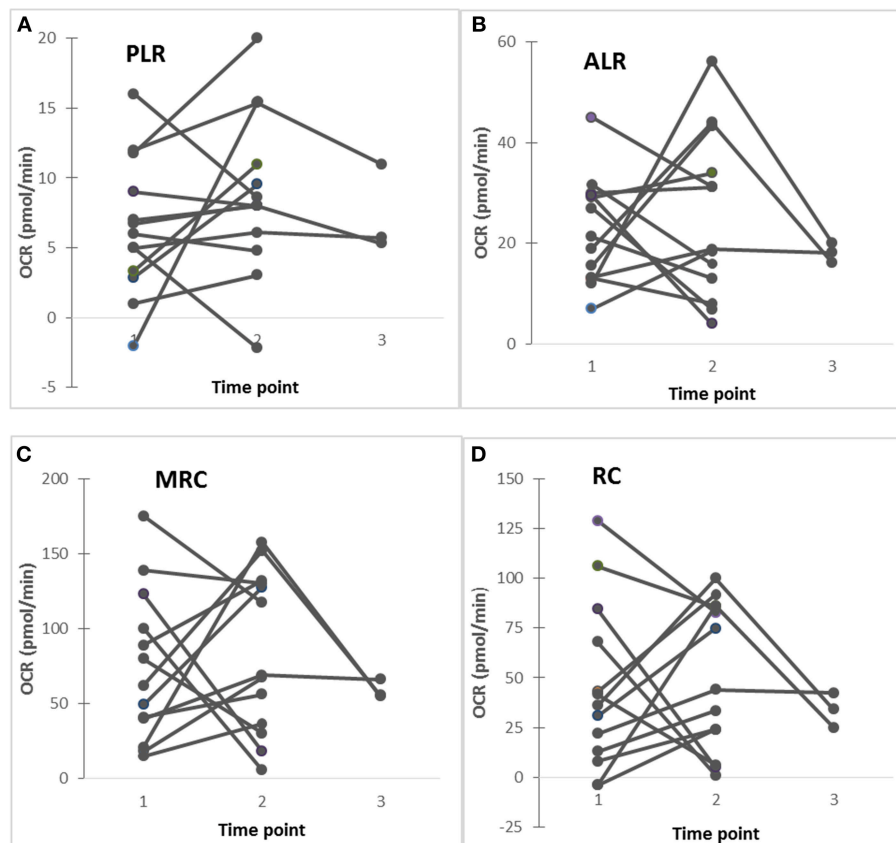 A
PLR
OCR (pmol/min)
20
15
10
5
0
-5
1 2 3
Time point
B
ALR
OCR (pmol/min)
60
40
20
0
1 2 3
Time point
C
MRC
OCR (pmol/min)
200
150
100
50
0
1 2 3
Time point
D
RC
OCR (pmol/min)
150
125
100
75
50
25
0
-25
1 2 3
Time point